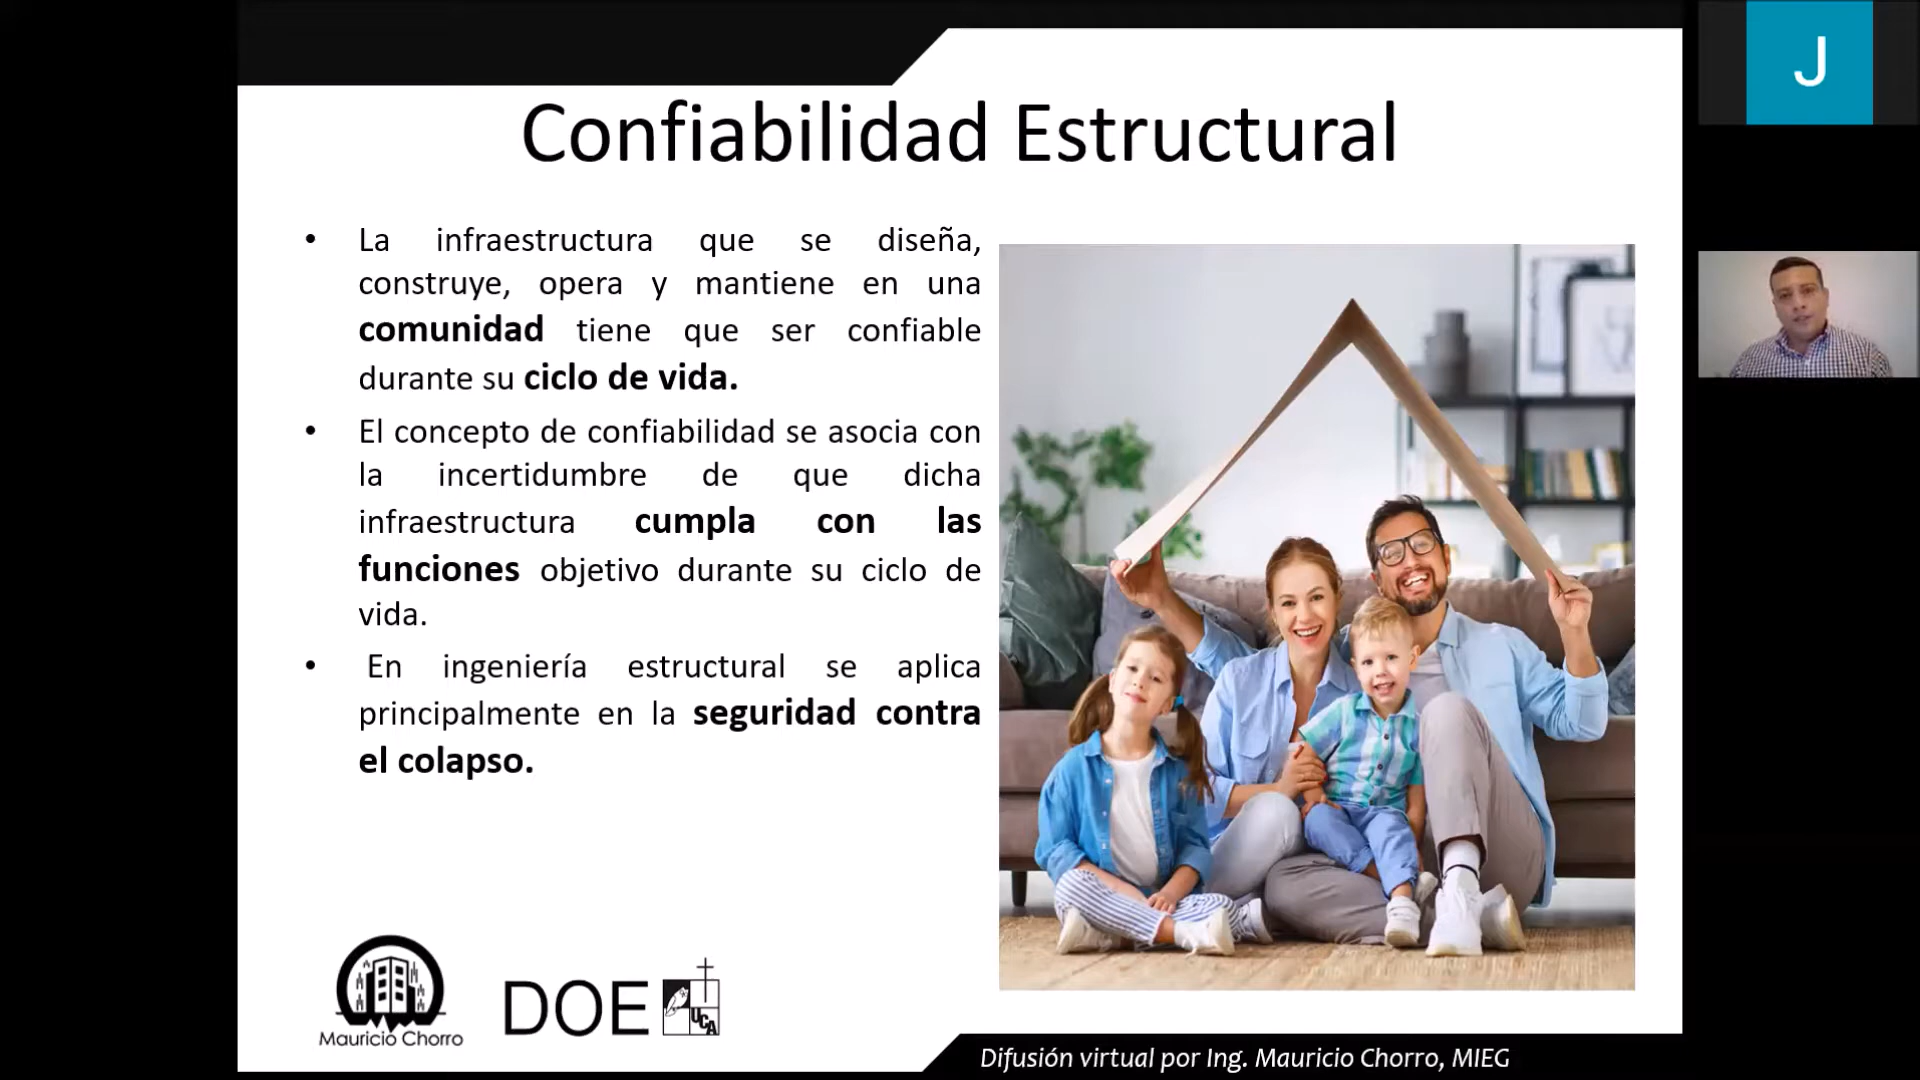 Confiabilidad Estructural
• La infraestructura que se diseña,
construye, opera y mantiene en una
comunidad tiene que ser confiable
durante su ciclo de vida.
• El concepto de confiabilidad se asocia con
la incertidumbre de que dicha
infraestructura cumpla con las
funciones objetivo durante su ciclo de
vida.
• En ingeniería estructural se aplica
principalmente en la seguridad contra
el colapso.
Mauricio Chorro
DOE
UCA
Difusión virtual por Ing. Mauricio Chorro, MIEG
J